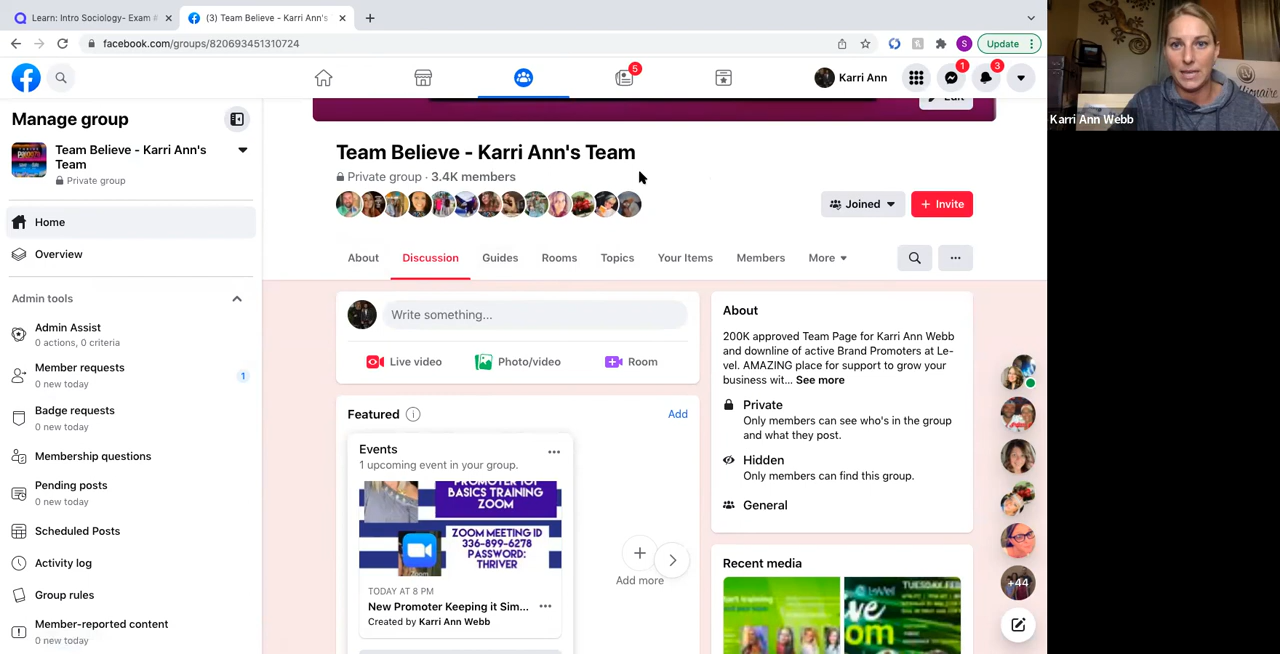 Learn: Intro Sociology- Exam #
(3) Team Believe - Karri Ann's
facebook.com/groups/820693451310724
S
Update
5
Karri Ann
1
3
Manage group
Team Believe - Karri Ann's
Team
Private group
Home
Overview
Admin tools
Admin Assist
0 actions, 0 criteria
Member requests
0 new today
1
Badge requests
0 new today
Membership questions
Pending posts
0 new today
Scheduled Posts
Activity log
Group rules
Member-reported content
0 new today
Edit
Team Believe - Karri Ann's Team
Private group · 3.4K members
Joined
+ Invite
About
Discussion
Guides
Rooms
Topics
Your Items
Members
More
Write something...
Live video
Photo/video
Room
Featured
Add
Events
1 upcoming event in your group.
PROMOTER 101
BASICS TRAINING
ZOOM
ZOOM MEETING ID
336-899-6278
PASSWORD:
THRIVER
TODAY AT 8 PM
New Promoter Keeping it Sim...
Created by Karri Ann Webb
Add more
About
200K approved Team Page for Karri Ann Webb
and downline of active Brand Promoters at Le-
vel. AMAZING place for support to grow your
business wit... See more
Private
Only members can see who's in the group
and what they post.
Hidden
Only members can find this group.
General
Recent media
TUESDAY
+44
Karri Ann Webb